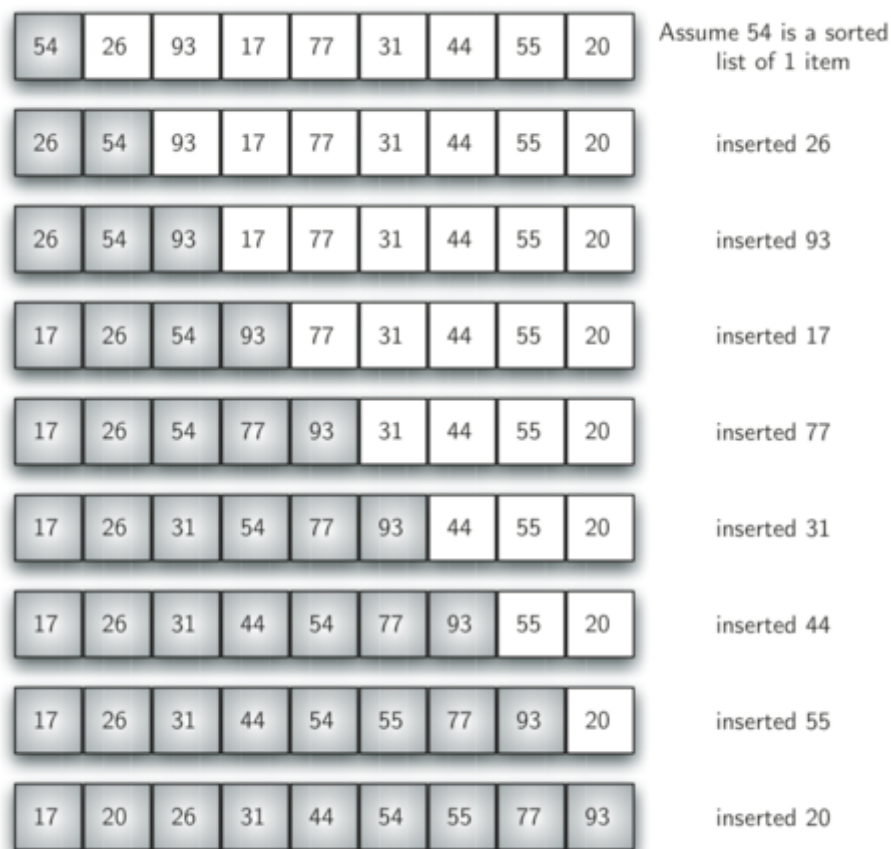 54 26 93 17 77 31 44 55 20 Assume 54 is a sorted
list of 1 item
26 54 93 17 77 31 44 55 20 inserted 26
26 54 93 17 77 31 44 55 20 inserted 93
17 26 54 93 77 31 44 55 20 inserted 17
17 26 54 77 93 31 44 55 20 inserted 77
17 26 31 54 77 93 44 55 20 inserted 31
17 26 31 44 54 77 93 55 20 inserted 44
17 26 31 44 54 55 77 93 20 inserted 55
17 20 26 31 44 54 55 77 93 inserted 20